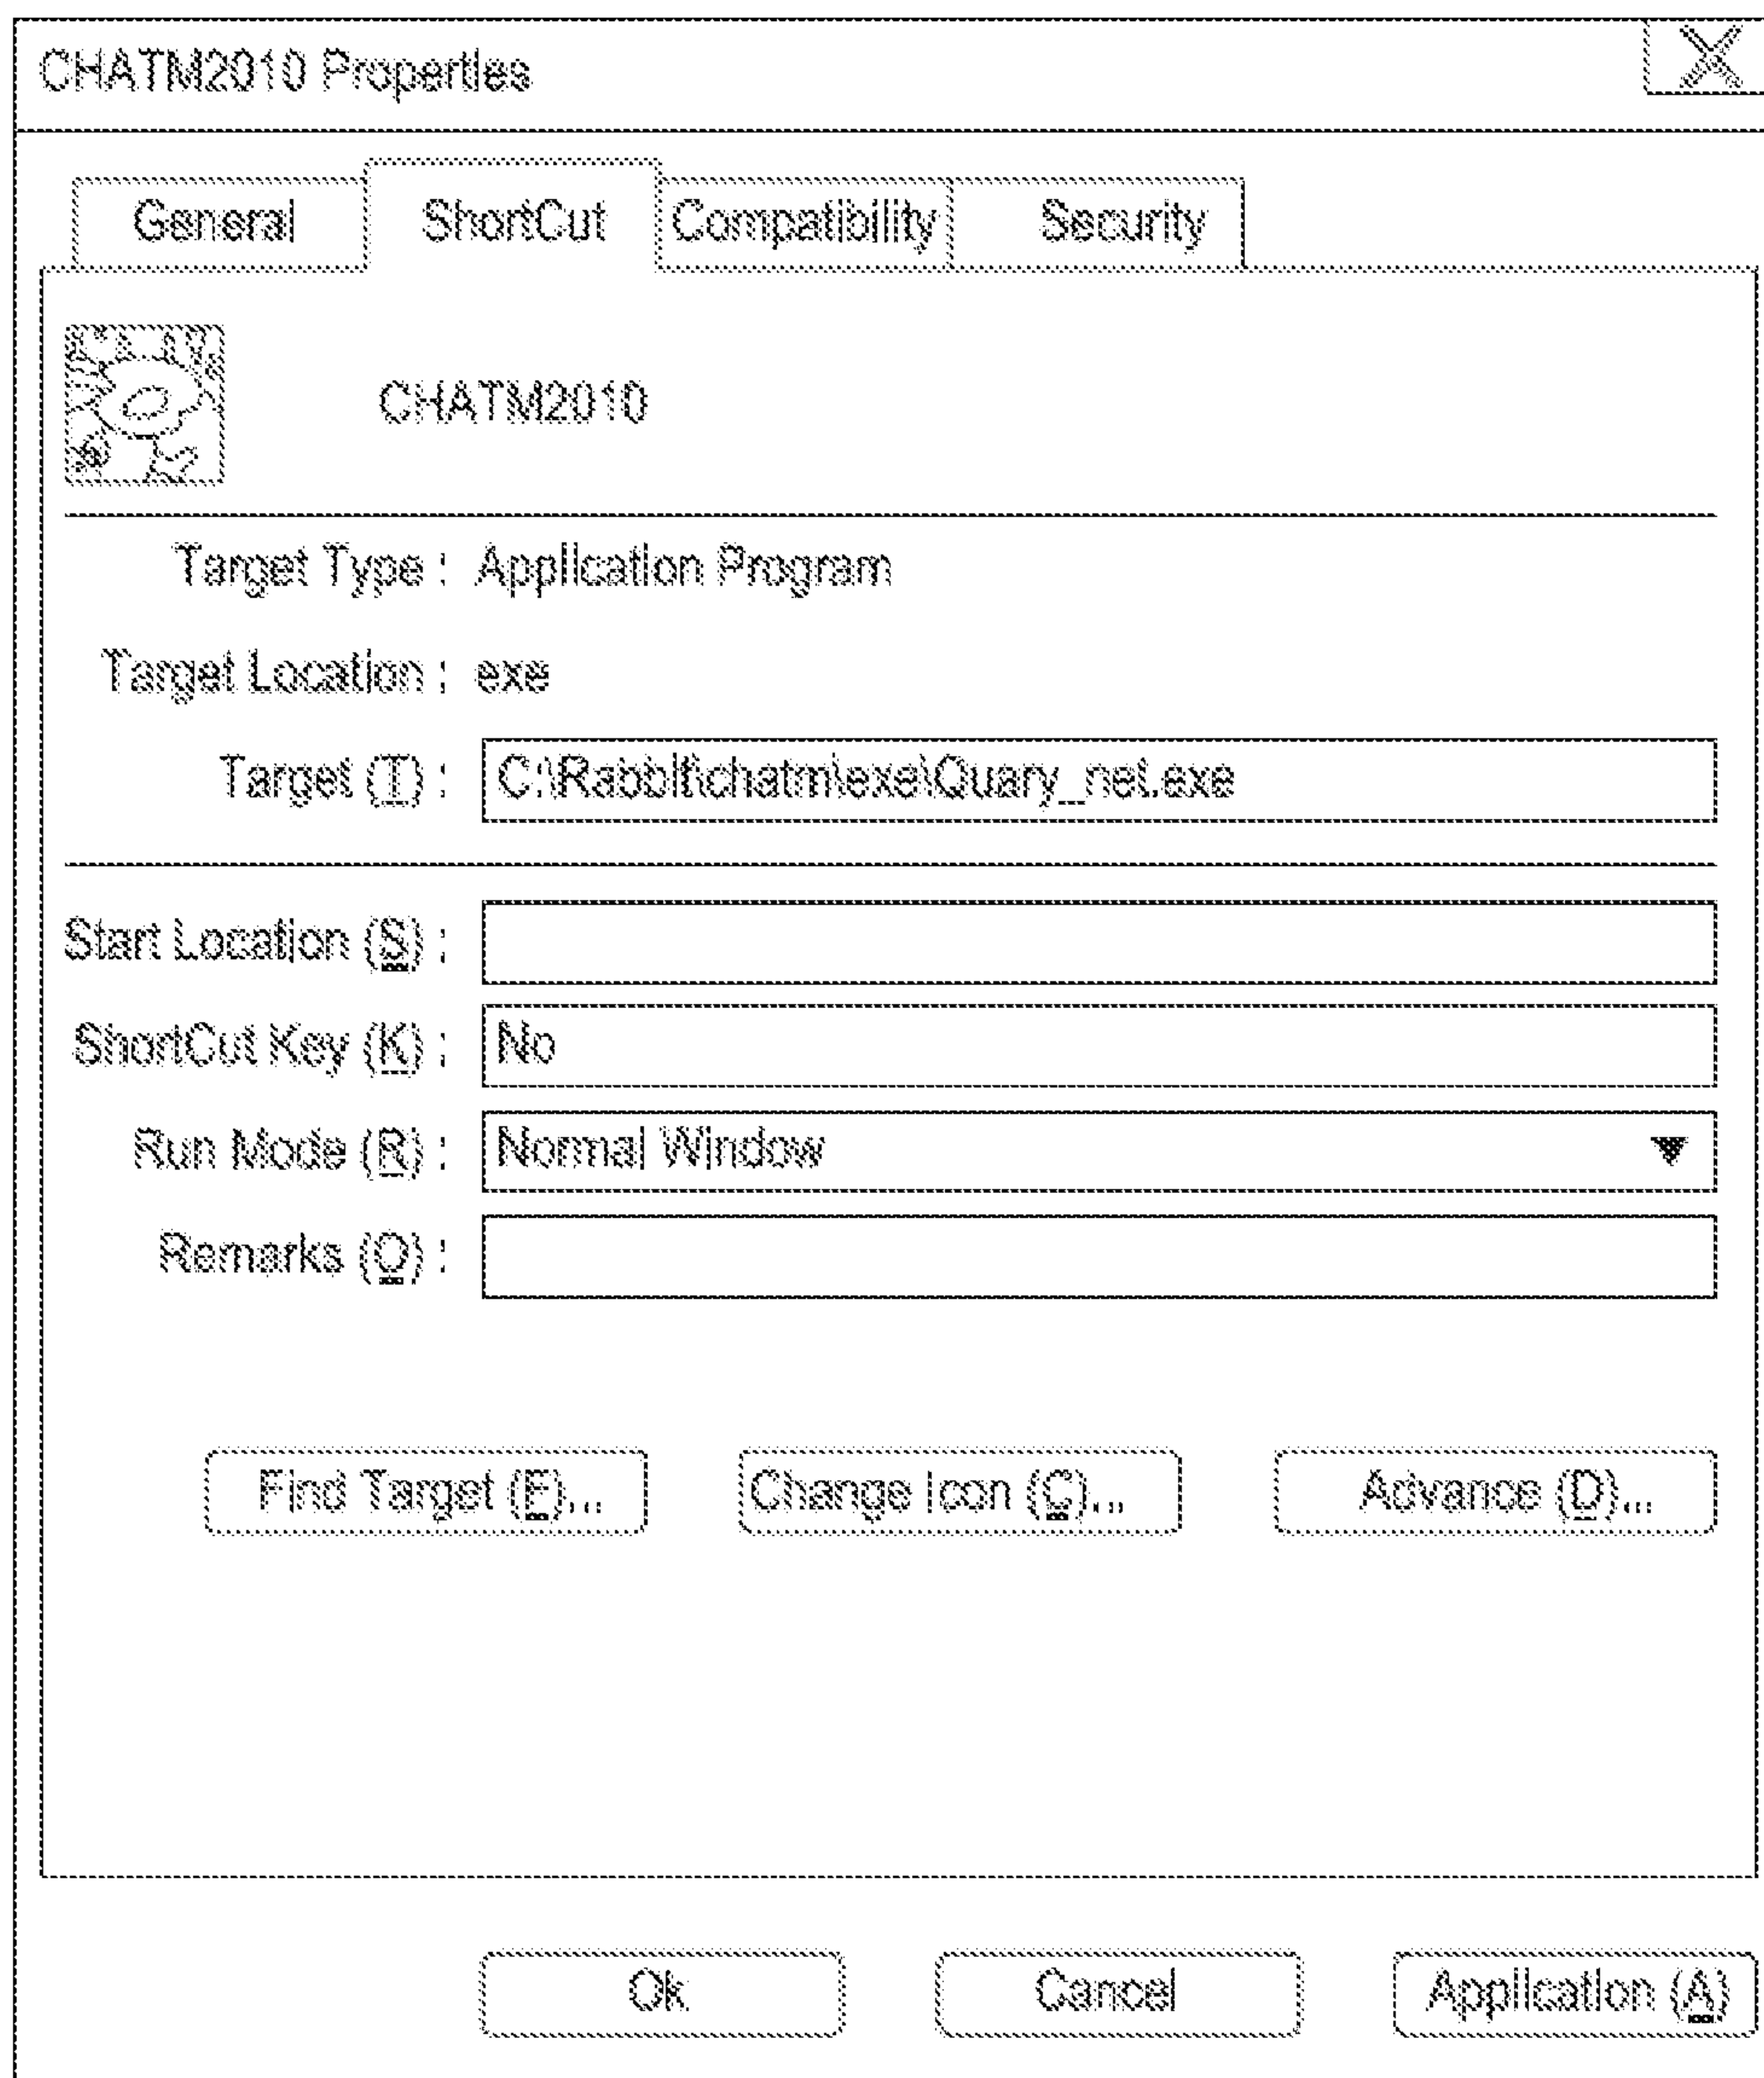 CHATM2010 Properties
General ShortCut Compatibility Security
CHATM2010
Target Type : Application Program
Target Location : exe
Target (T) : C:\Rabbit\chatm\exe\Quary_net.exe
Start Location (S) :
ShortCut Key (K) : No
Run Mode (R) : Normal Window
Remarks (O) :
Find Target (F)... Change Icon (C)... Advance (D)...
Ok Cancel Application (A)